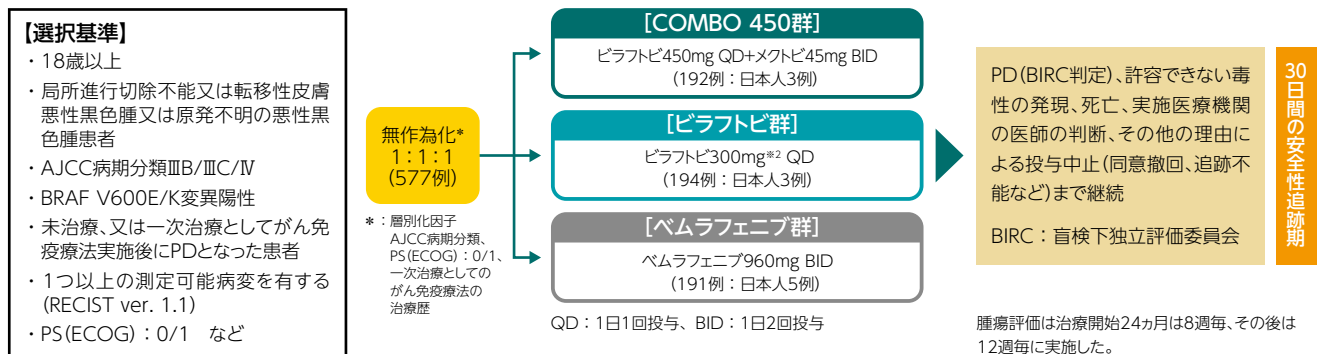 【選択基準】
・18歳以上
・局所進行切除不能又は転移性皮膚
悪性黒色腫又は原発不明の悪性黒
色腫患者
・AJCC病期分類ⅢB/ⅢC/Ⅳ
・BRAF V600E/K変異陽性
・未治療、又は一次治療としてがん免
疫療法実施後にPDとなった患者
・1つ以上の測定可能病変を有する
(RECIST ver. 1.1)
・PS(ECOG)：0/1 など
無作為化*
1：1：1
(577例)
*：層別化因子
AJCC病期分類、
PS(ECOG)：0/1、
一次治療としての
がん免疫療法の
治療歴
[COMBO 450群]
ビラフトビ450mg QD+メクトビ45mg BID
(192例：日本人3例)
[ビラフトビ群]
ビラフトビ300mg※2 QD
(194例：日本人3例)
[ベムラフェニブ群]
ベムラフェニブ960mg BID
(191例：日本人5例)
QD：1日1回投与、BID：1日2回投与
PD(BIRC判定)、許容できない毒
性の発現、死亡、実施医療機関
の医師の判断、その他の理由に
よる投与中止(同意撤回、追跡不
能など)まで継続
BIRC：盲検下独立評価委員会
30日間の安全性追跡期
腫瘍評価は治療開始24ヵ月は8週毎、その後は
12週毎に実施した。